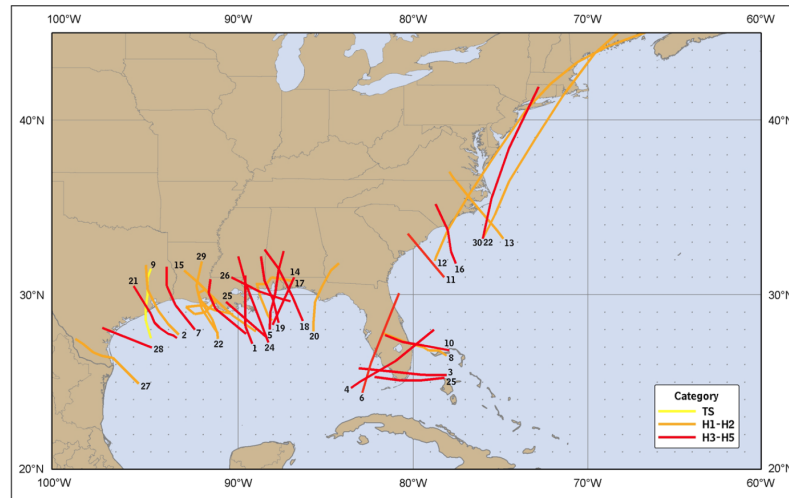 100°W 90°W 80°W 70°W 60°W
40°N 40°N
30 22 13
12
16
11
29
9 15
21
26 14
17
30°N 30°N
25
2 7 22 5 19 18 20
1 24
28
10
8
27
3
4 25
6
Category
TS
H1-H2
H3-H5
20°N 20°N
100°W 90°W 80°W 70°W 60°W